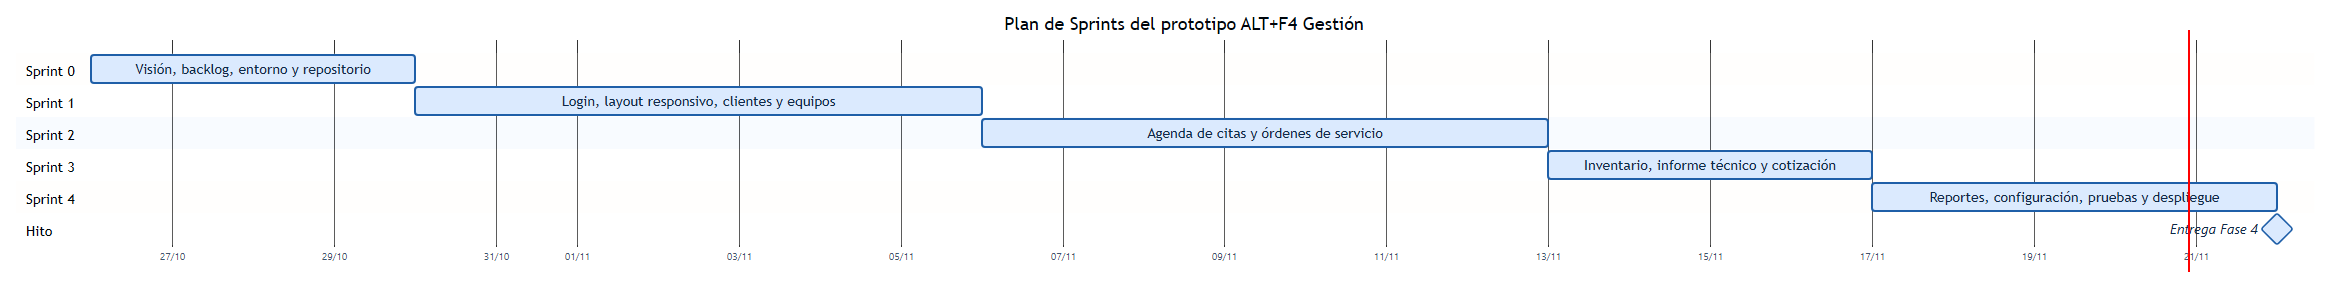 Plan de Sprints del prototipo ALT+F4 Gestión
Sprint 0
Visión, backlog, entorno y repositorio
Sprint 1
Login, layout responsivo, clientes y equipos
Sprint 2
Agenda de citas y órdenes de servicio
Sprint 3
Inventario, informe técnico y cotización
Sprint 4
Reportes, configuración, pruebas y despliegue
Hito
Entrega Fase 4
27/10 29/10 31/10 01/11 03/11 05/11 07/11 09/11 11/11 13/11 15/11 17/11 19/11 21/11